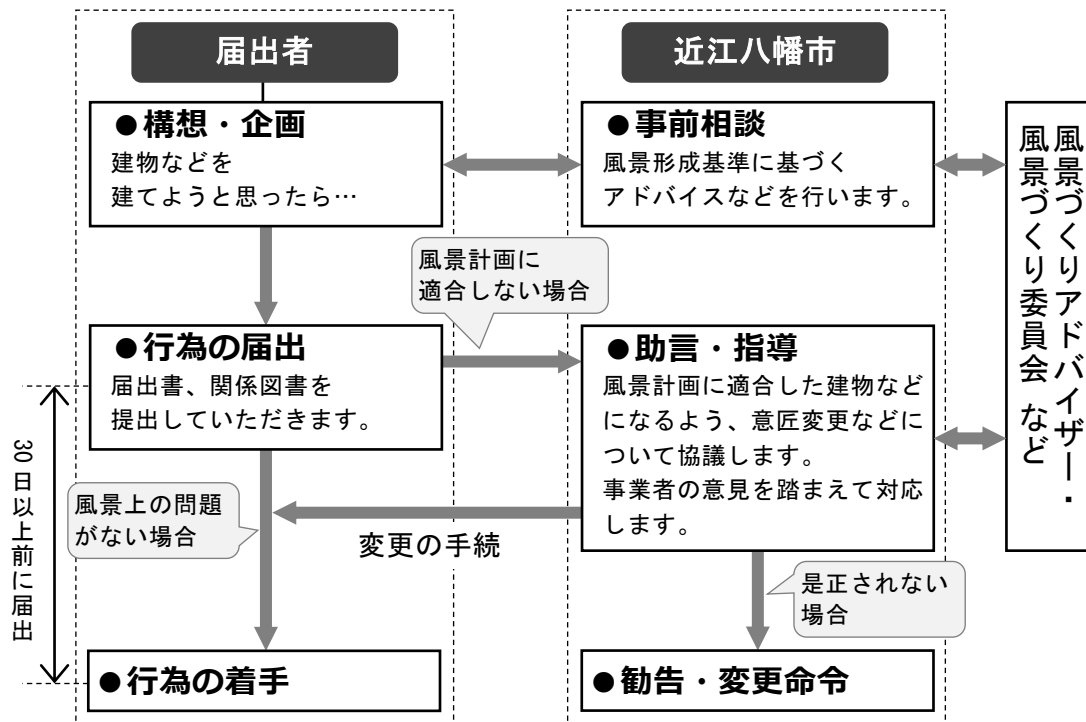 届出者
近江八幡市
●構想・企画
建物などを
建てようと思ったら…
●事前相談
風景形成基準に基づく
アドバイスなどを行います。
風景づくりアドバイザー・
風景づくり委員会 など
風景計画に
適合しない場合
●行為の届出
届出書、関係図書を
提出していただきます。
●助言・指導
風景計画に適合した建物など
になるよう、意匠変更などに
ついて協議します。
事業者の意見を踏まえて対応
します。
30日以上前に届出
風景上の問題
がない場合
変更の手続
是正されない
場合
●行為の着手
●勧告・変更命令